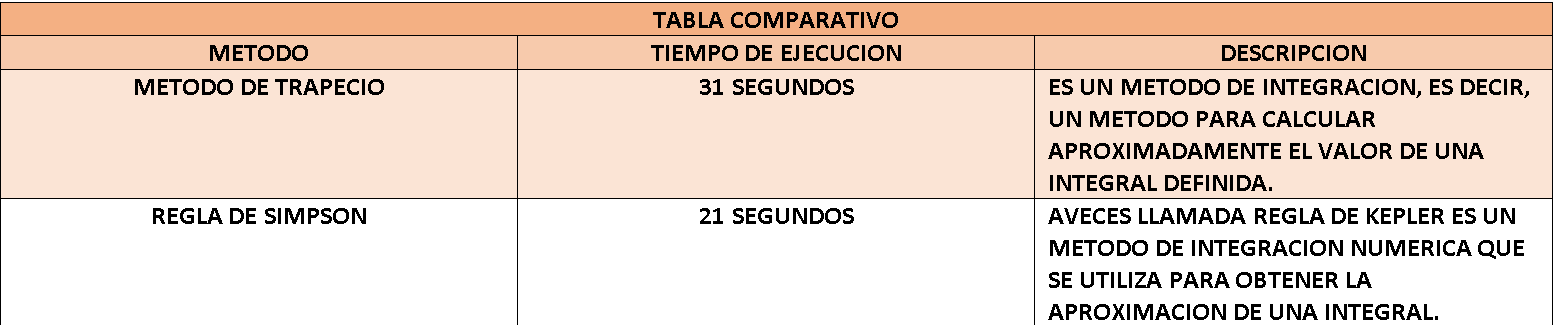 TABLA COMPARATIVO
METODO TIEMPO DE EJECUCION DESCRIPCION
METODO DE TRAPECIO 31 SEGUNDOS ES UN METODO DE INTEGRACION, ES DECIR,
UN METODO PARA CALCULAR
APROXIMADAMENTE EL VALOR DE UNA
INTEGRAL DEFINIDA.
REGLA DE SIMPSON 21 SEGUNDOS AVECES LLAMADA REGLA DE KEPLER ES UN
METODO DE INTEGRACION NUMERICA QUE
SE UTILIZA PARA OBTENER LA
APROXIMACION DE UNA INTEGRAL.